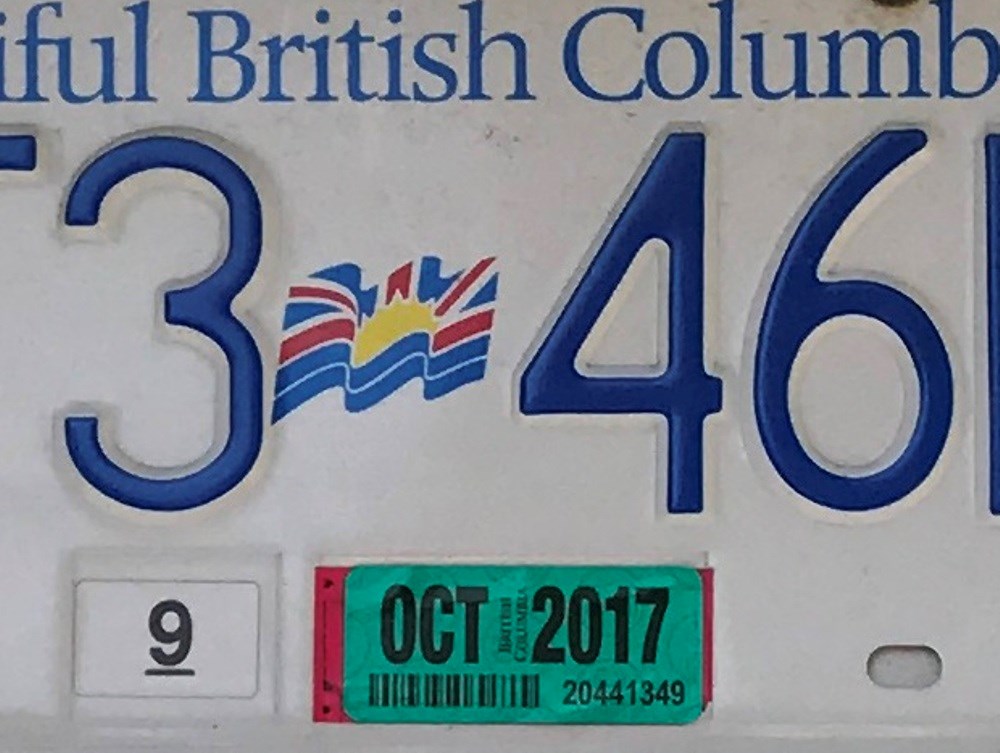 iful British Columb
3 46
9
OCT BRITISH COLUMBIA 2017
20441349